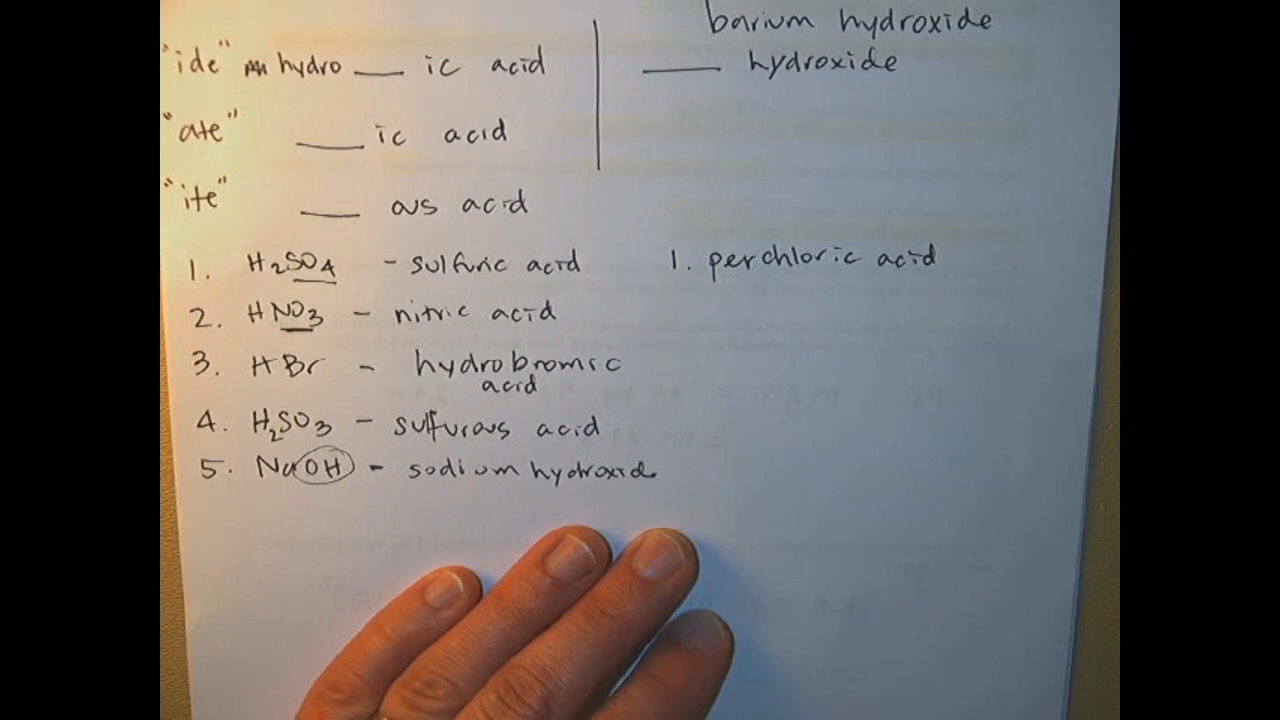 "ide" hydro ___ ic acid
"ate" ___ ic acid
"ite" ___ ous acid
barium hydroxide
___ hydroxide
1. H2SO4 - sulfuric acid
2. HNO3 - nitric acid
3. HBr - hydrobromic
acid
4. H2SO3 - sulfurous acid
5. NaOH - sodium hydroxide
1. perchloric acid